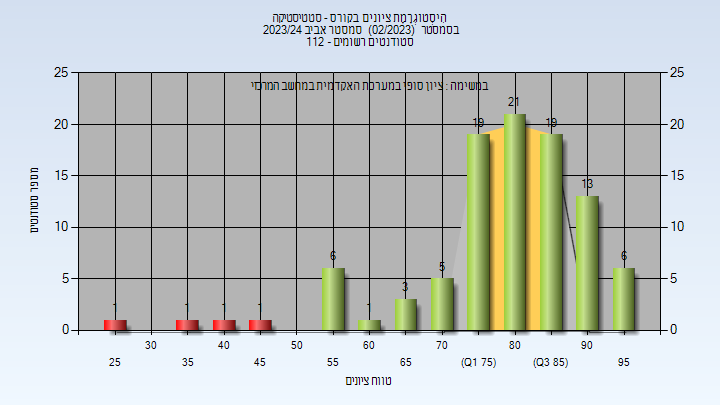 היסטוגרמת ציונים בקורס - סטטיסטיקה
בסמסטר (02/2023) סמסטר אביב 2023/24
סטודנטים רשומים - 112
במשימה : ציון סופי במערכת האקדמית במחשב המרכזי
מספר סטודנטים
25 20 15 10 5 0
25 20 15 10 5 0
1 1 1 1 6 1 3 5 19 21 19 13 6
30 40 50 60 70 80 90
25 35 45 55 65 (Q1 75) (Q3 85) 95
טווח ציונים